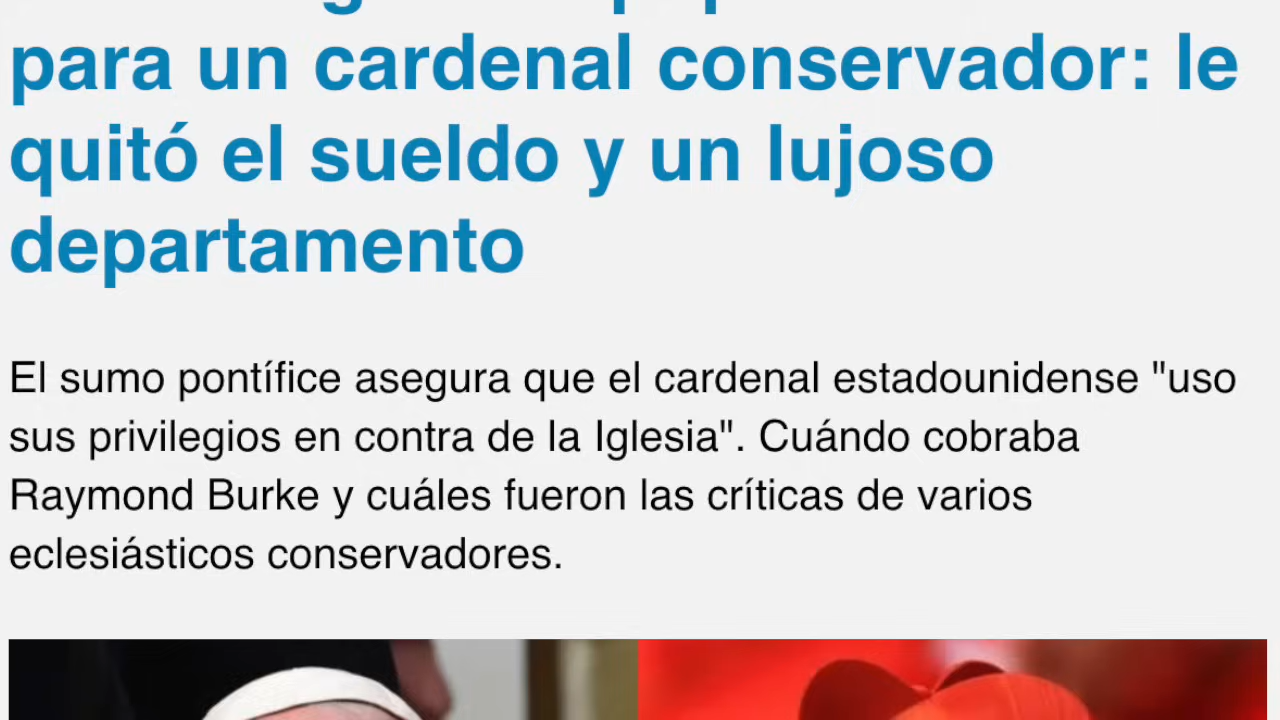 para un cardenal conservador: le
quitó el sueldo y un lujoso
departamento
El sumo pontífice asegura que el cardenal estadounidense "uso
sus privilegios en contra de la Iglesia". Cuándo cobraba
Raymond Burke y cuáles fueron las críticas de varios
eclesiásticos conservadores.